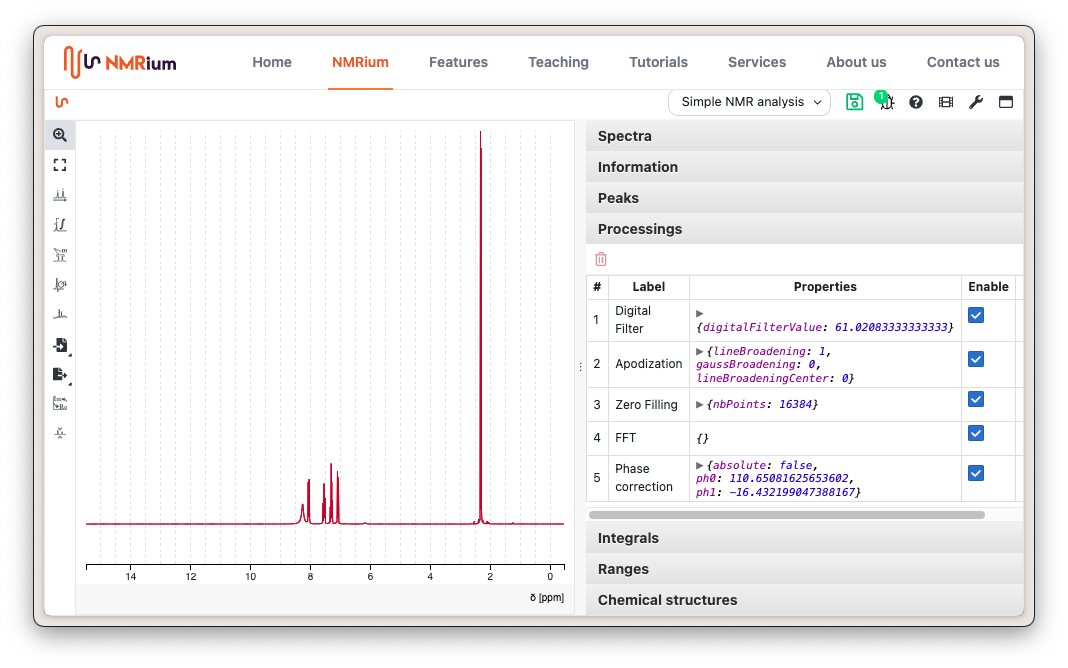 NMRium
Home NMRium Features Teaching Tutorials Services About us Contact us
Simple NMR analysis
1
Spectra
Information
Peaks
Processings
# Label Properties Enable
1 Digital Filter ▶ {digitalFilterValue: 61.02083333333333}
2 Apodization ▶ {lineBroadening: 1, gaussBroadening: 0, lineBroadeningCenter: 0}
3 Zero Filling ▶ {nbPoints: 16384}
4 FFT {}
5 Phase correction ▶ {absolute: false, ph0: 110.65081625653602, ph1: −16.432199047388167}
14 12 10 8 6 4 2 0
δ [ppm]
Integrals
Ranges
Chemical structures